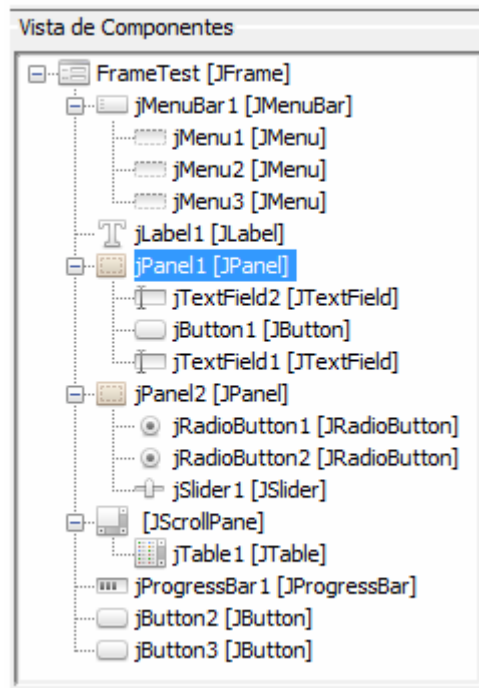 Vista de Componentes
FrameTest [JFrame]
jMenuBar1 [JMenuBar]
jMenu1 [JMenu]
jMenu2 [JMenu]
jMenu3 [JMenu]
jLabel1 [JLabel]
jPanel1 [JPanel]
jTextField2 [JTextField]
jButton1 [JButton]
jTextField1 [JTextField]
jPanel2 [JPanel]
jRadioButton1 [JRadioButton]
jRadioButton2 [JRadioButton]
jSlider1 [JSlider]
[JScrollPane]
jTable1 [JTable]
jProgressBar1 [JProgressBar]
jButton2 [JButton]
jButton3 [JButton]